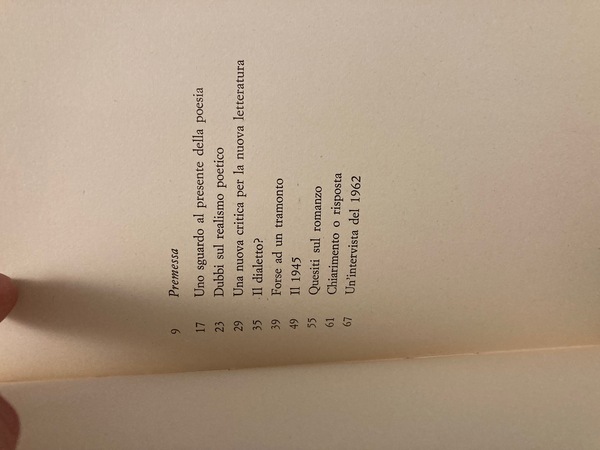 9 Premessa
17 Uno sguardo al presente della poesia
23 Dubbi sul realismo poetico
29 Una nuova critica per la nuova letteratura
35 Il dialetto?
39 Forse ad un tramonto
49 Il 1945
55 Quesiti sul romanzo
61 Chiarimento o risposta
67 Un'intervista del 1962